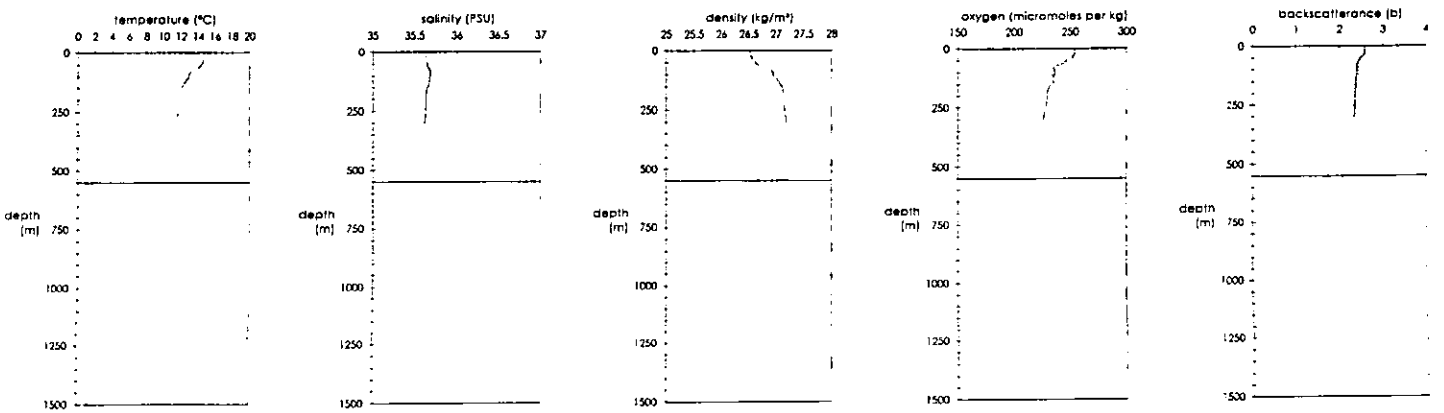 temperature (°C)
0 2 4 6 8 10 12 14 16 18 20
0
250
500
depth
(m)
750
1000
1250
1500
salinity (PSU)
35 35.5 36 36.5 37
0
250
500
depth
(m)
750
1000
1250
1500
density (kg/m³)
25 25.5 26 26.5 27 27.5 28
0
250
500
depth
(m)
750
1000
1250
1500
oxygen (micromoles per kg)
150 200 250 300
0
250
500
depth
(m)
750
1000
1250
1500
backscatterance (b)
0 1 2 3 4
0
250
500
depth
(m)
750
1000
1250
1500